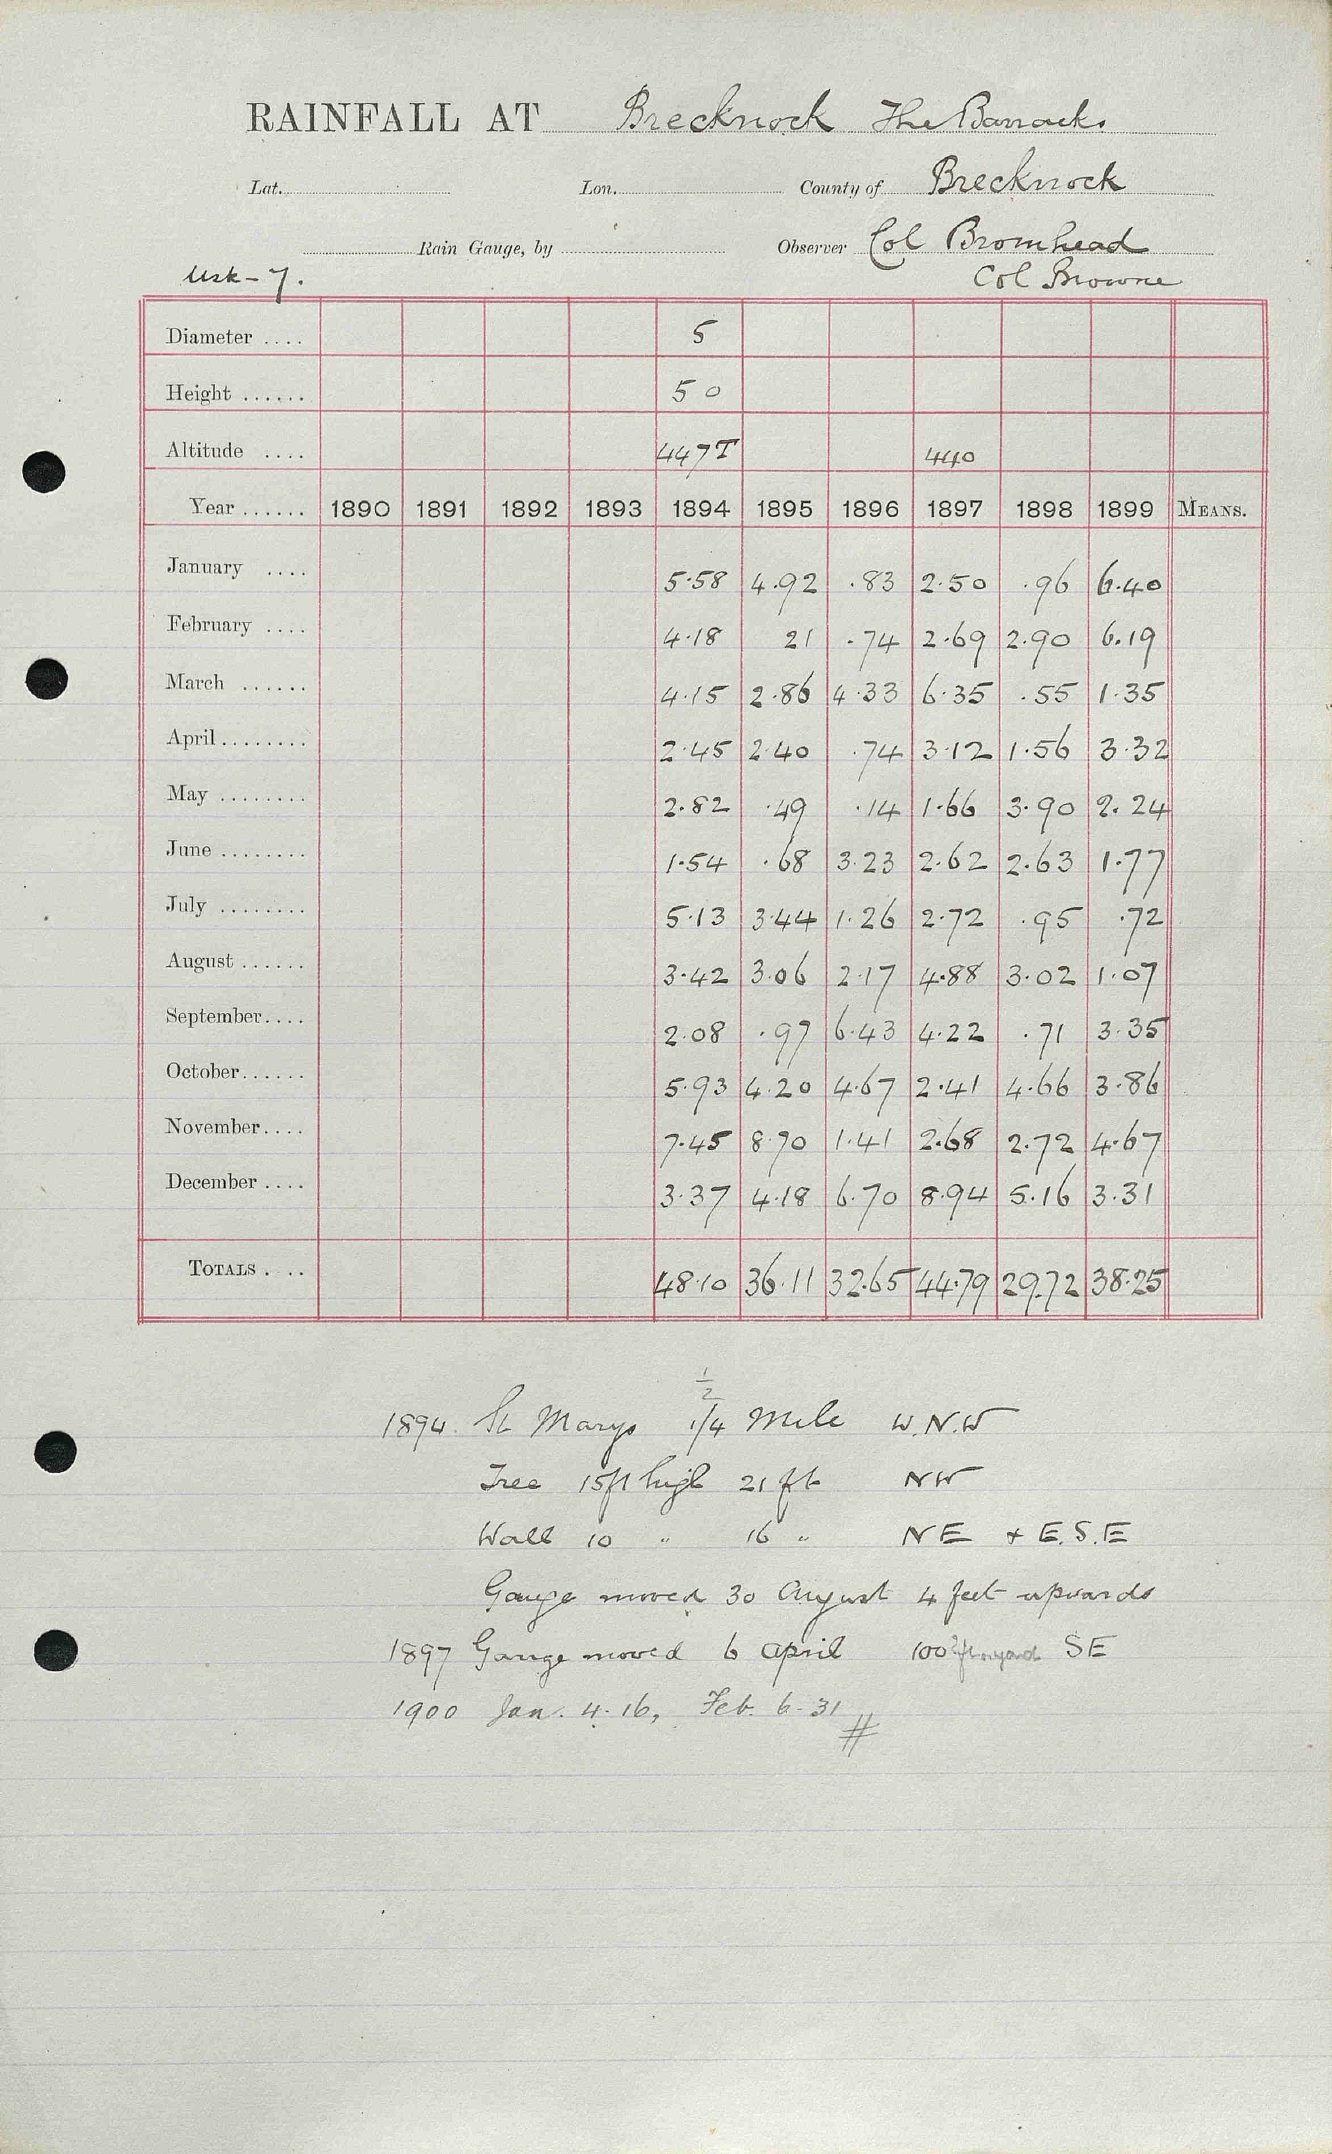 RAINFALL AT Brecknock The Barracks
Lat. Lon. County of Brecknock
Rain Gauge, by Observer Col Bromhead
Usk-7. Col Browne
Diameter .... 5
Height ...... 5 0
Altitude .... 447T 440
Year ...... 1890 1891 1892 1893 1894 1895 1896 1897 1898 1899 MEANS.
January .... 5.58 4.92 .83 2.50 .96 6.40
February .... 4.18 21 .74 2.69 2.90 6.19
March ...... 4.15 2.86 4.33 6.35 .55 1.35
April ........ 2.45 2.40 .74 3.12 1.56 3.32
May ........ 2.82 .49 .14 1.66 3.90 2.24
June ........ 1.54 .68 3.23 2.62 2.63 1.77
July ........ 5.13 3.44 1.26 2.72 .95 .72
August ...... 3.42 3.06 2.17 4.88 3.02 1.07
September .... 2.08 .97 6.43 4.22 .71 3.35
October ...... 5.93 4.20 4.67 2.41 4.66 3.86
November .... 7.45 8.70 1.41 2.68 2.72 4.67
December .... 3.37 4.18 6.70 8.94 5.16 3.31
TOTALS . .. 48.10 36.11 32.65 44.79 29.72 38.25
1/2
1894. St Marys 1/4 Mile W.N.W
Tree 15ft high 21 ft NW
Wall 10 " 16 " NE + E.S.E
Gauge moved 30 August 4 feet upwards
1897 Gauge moved 6 april 100 SE
1900 Jan. 4.16, Feb. 6.31 #